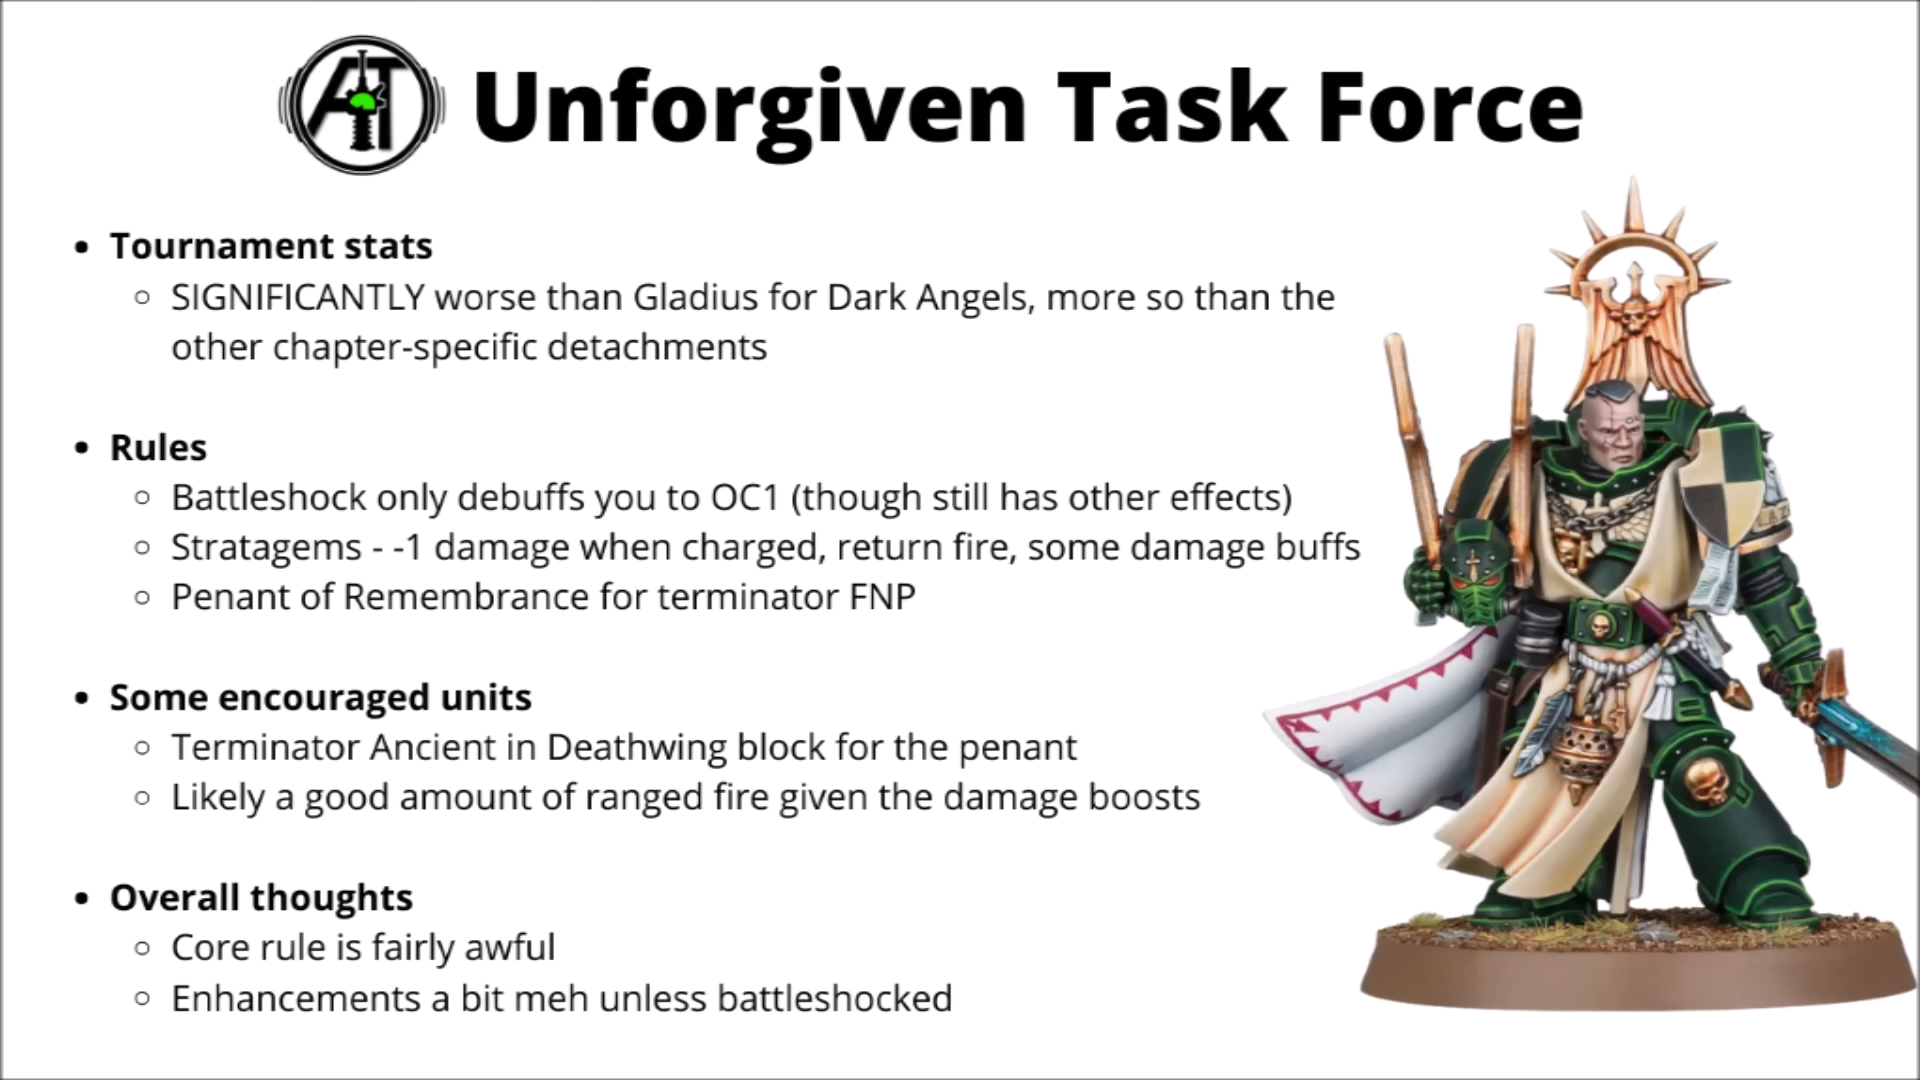 AT
Unforgiven Task Force
• Tournament stats
○ SIGNIFICANTLY worse than Gladius for Dark Angels, more so than the
other chapter-specific detachments
• Rules
○ Battleshock only debuffs you to OC1 (though still has other effects)
○ Stratagems - -1 damage when charged, return fire, some damage buffs
○ Penant of Remembrance for terminator FNP
• Some encouraged units
○ Terminator Ancient in Deathwing block for the penant
○ Likely a good amount of ranged fire given the damage boosts
• Overall thoughts
○ Core rule is fairly awful
○ Enhancements a bit meh unless battleshocked